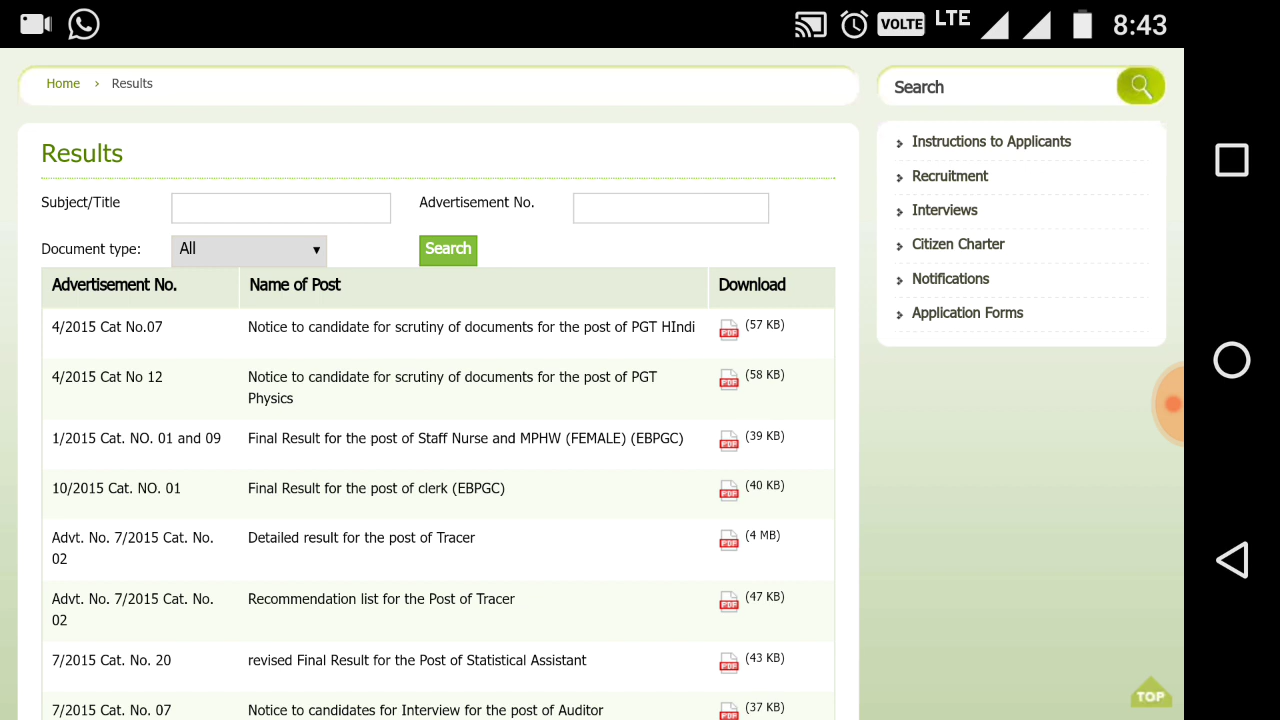 VOLTE LTE 8:43
Home › Results
Search
Results
Subject/Title
Advertisement No.
Document type:
All
Search
Advertisement No. Name of Post Download
4/2015 Cat No.07 Notice to candidate for scrutiny of documents for the post of PGT HIndi PDF (57 KB)
4/2015 Cat No 12 Notice to candidate for scrutiny of documents for the post of PGT PDF (58 KB)
Physics
1/2015 Cat. NO. 01 and 09 Final Result for the post of Staff Nurse and MPHW (FEMALE) (EBPGC) PDF (39 KB)
10/2015 Cat. NO. 01 Final Result for the post of clerk (EBPGC) PDF (40 KB)
Advt. No. 7/2015 Cat. No. Detailed result for the post of Tracer PDF (4 MB)
02
Advt. No. 7/2015 Cat. No. Recommendation list for the Post of Tracer PDF (47 KB)
02
7/2015 Cat. No. 20 revised Final Result for the Post of Statistical Assistant PDF (43 KB)
7/2015 Cat. No. 07 Notice to candidates for Interview for the post of Auditor PDF (37 KB)
Instructions to Applicants
Recruitment
Interviews
Citizen Charter
Notifications
Application Forms
TOP